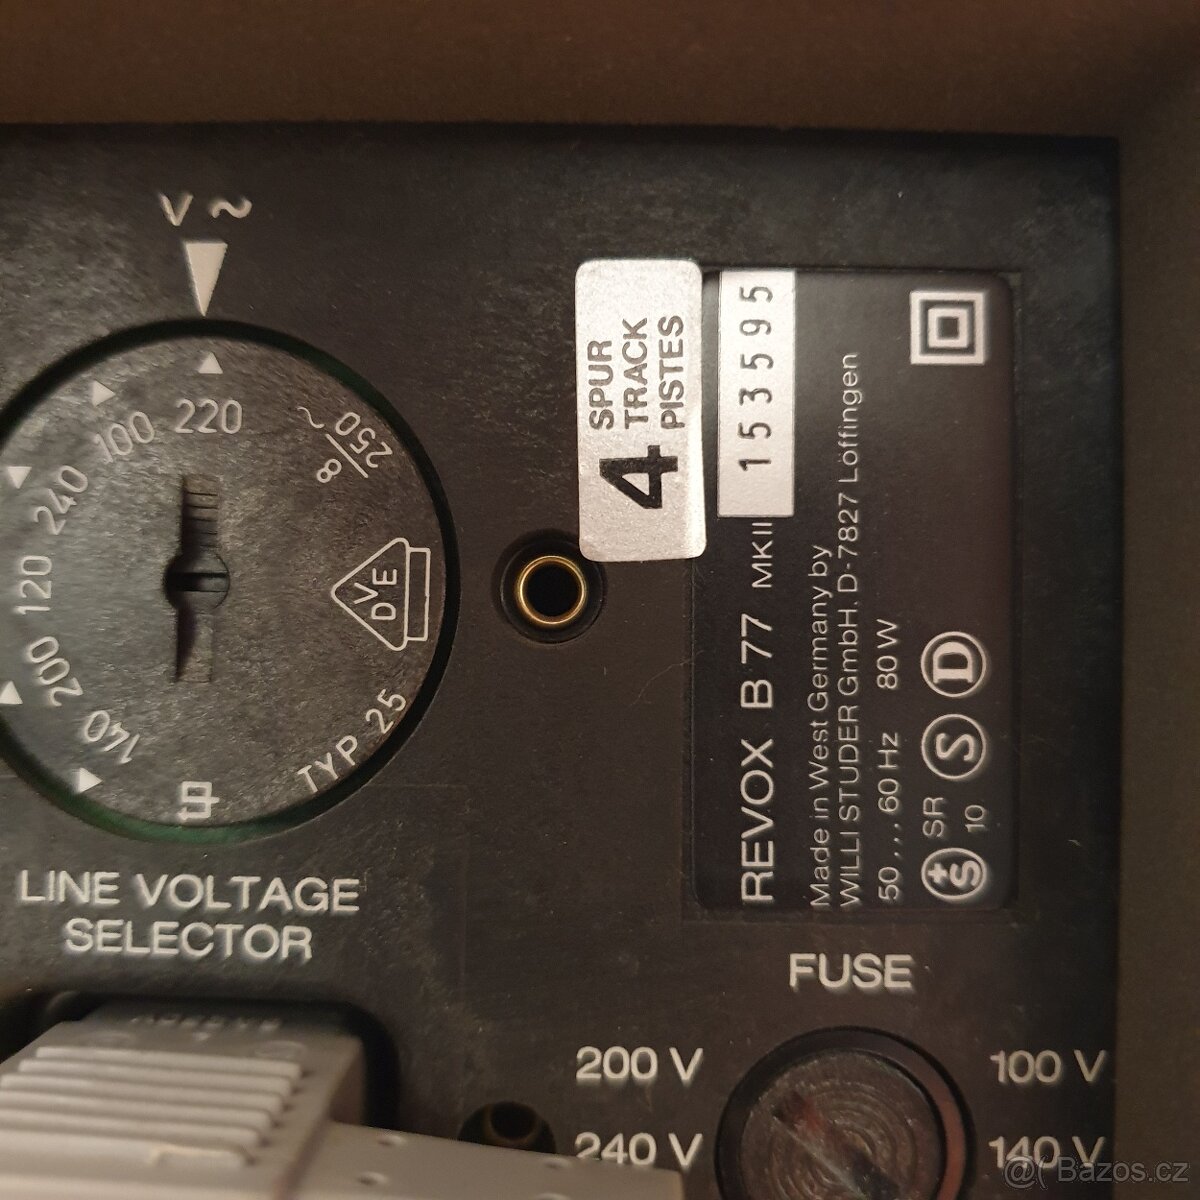 V ~
220
100
240
120
200
140
8
250~
VDE
TYP 25
LINE VOLTAGE
SELECTOR
4
SPUR
TRACK
PISTES
153595
REVOX B 77 MKII
Made in West Germany by
WILLI STUDER GmbH. D-7827 Löffingen
50....60 Hz 80 W
+S SR
10
S
D
FUSE
200 V
100 V
240 V
140 V
@( Bazos.cz